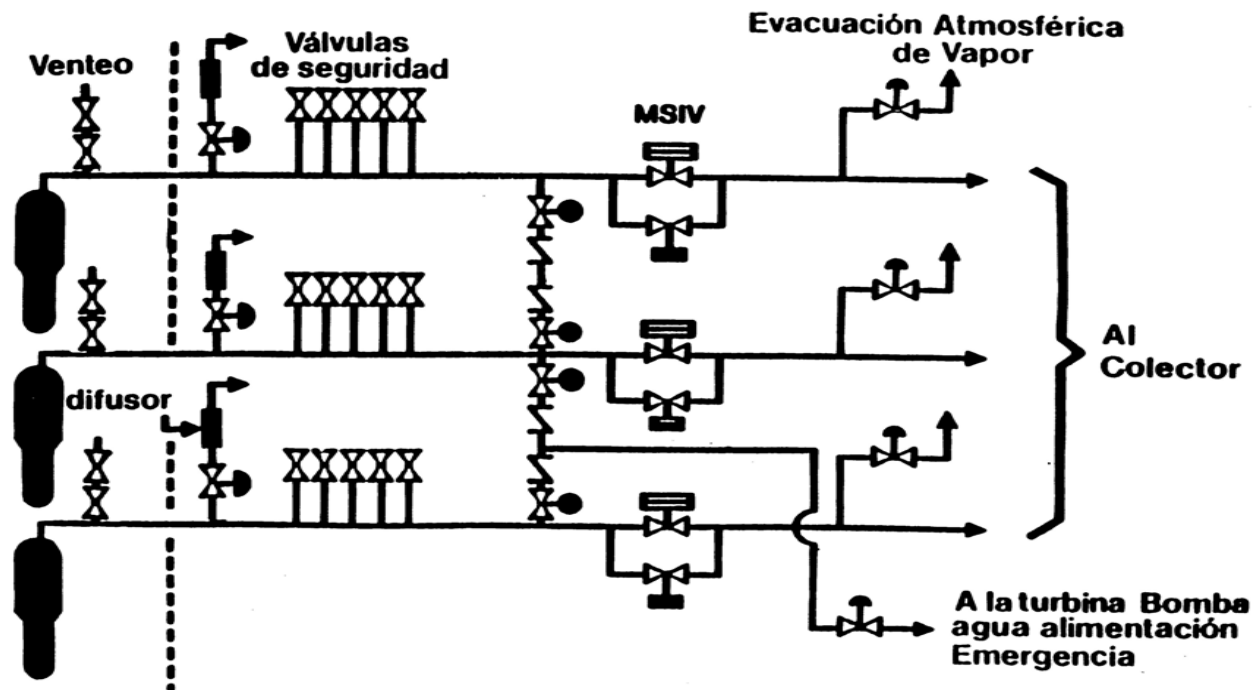 Evacuación Atmosférica
de Vapor
Válvulas
de seguridad
Venteo
MSIV
Al
Colector
difusor
A la turbina Bomba
agua alimentación
Emergencia